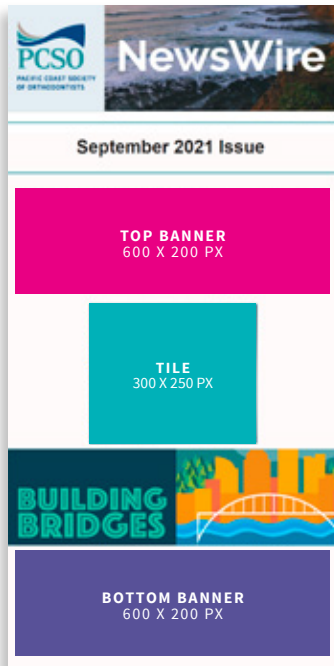 PCSO
PACIFIC COAST SOCIETY
OF ORTHODONTISTS
NewsWire
September 2021 Issue
TOP BANNER
600 X 200 PX
TILE
300 X 250 PX
BUILDING
BRIDGES
BOTTOM BANNER
600 X 200 PX